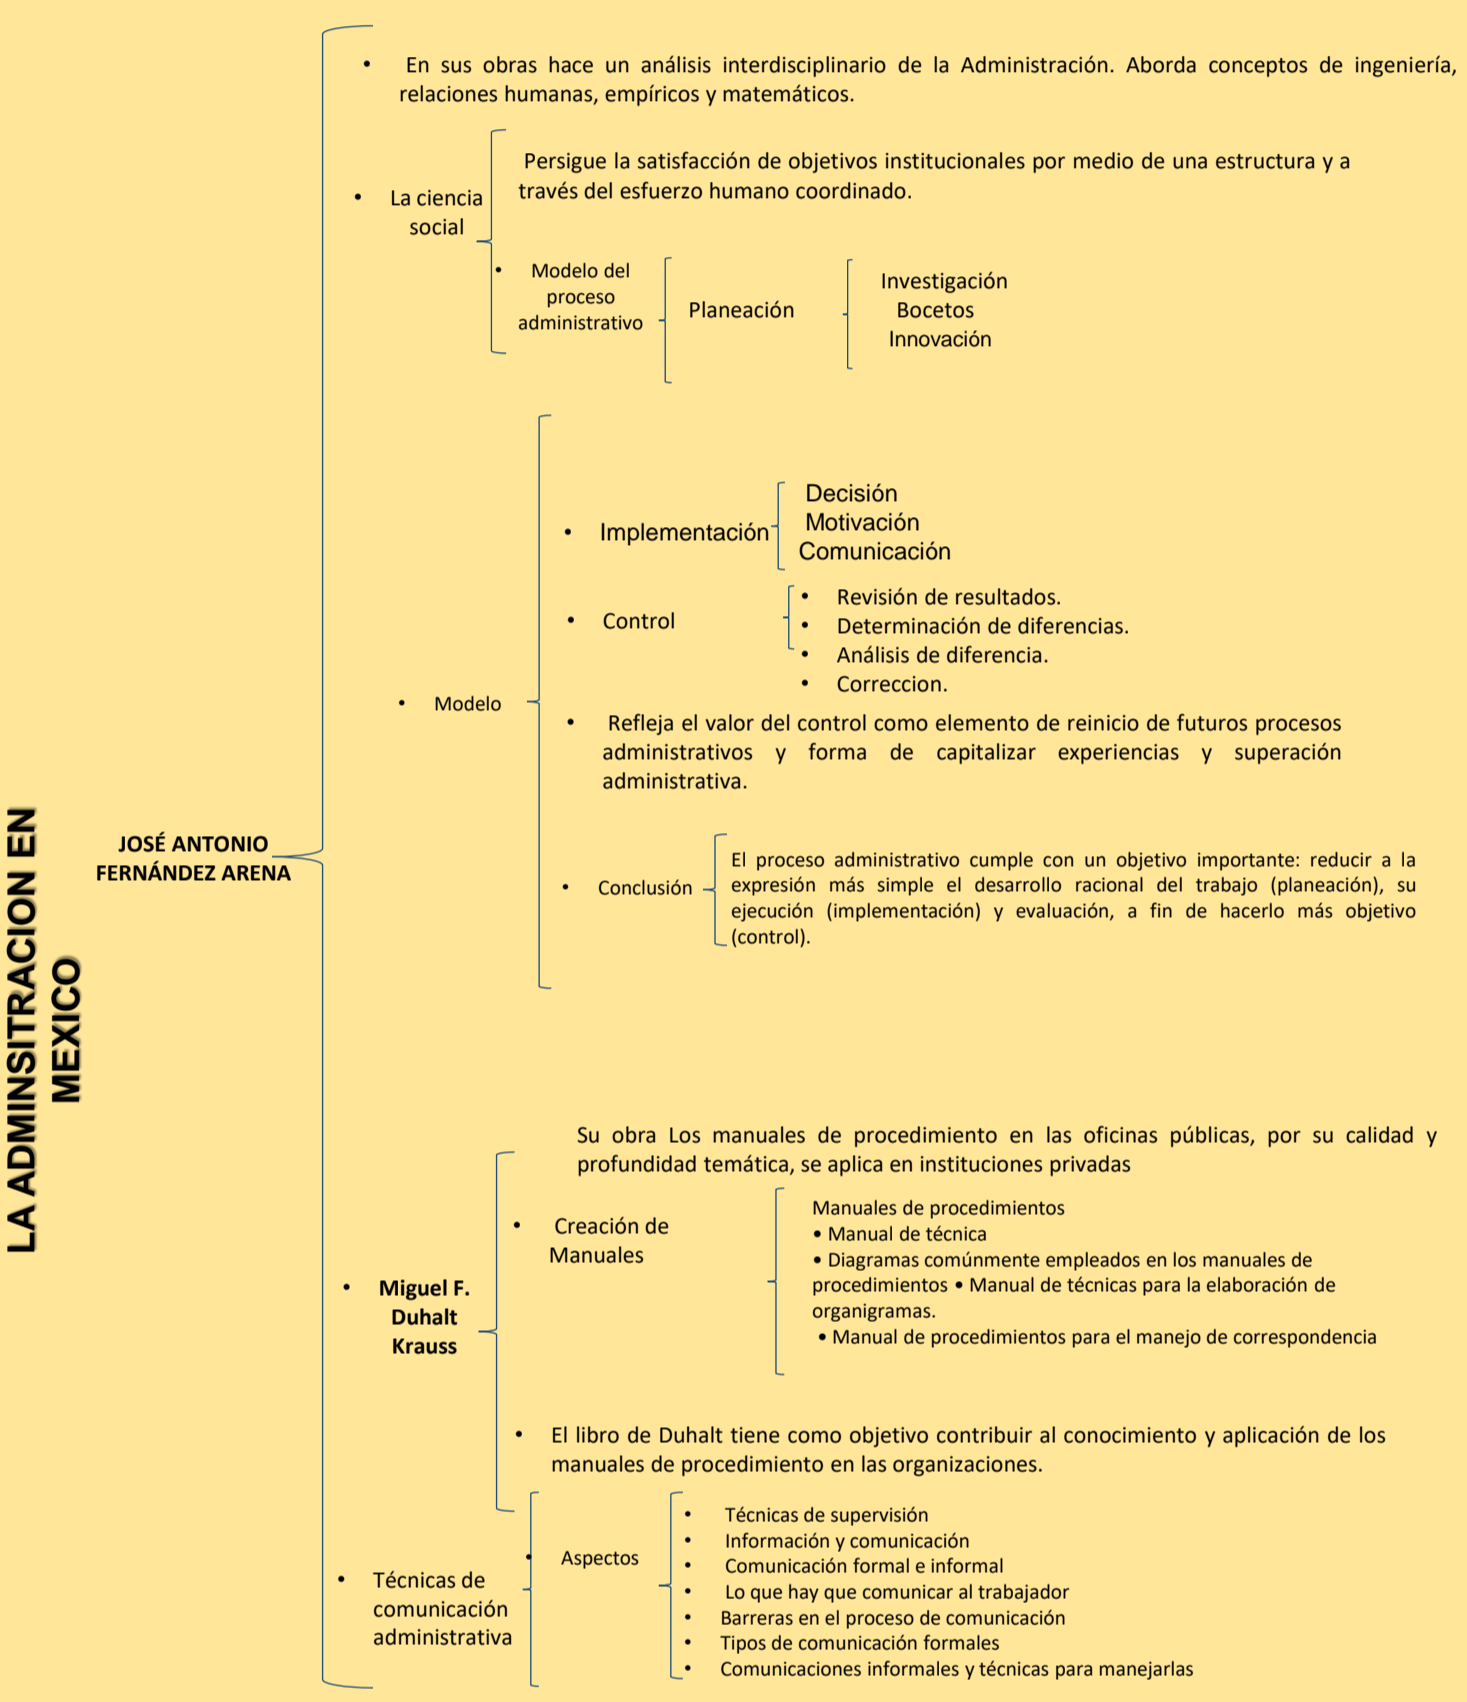 LA ADMINSITRACION EN
MEXICO
JOSÉ ANTONIO
FERNÁNDEZ ARENA
• En sus obras hace un análisis interdisciplinario de la Administración. Aborda conceptos de ingeniería,
relaciones humanas, empíricos y matemáticos.
• La ciencia
social
Persigue la satisfacción de objetivos institucionales por medio de una estructura y a
través del esfuerzo humano coordinado.
• Modelo del
proceso
administrativo
Planeación
Investigación
Bocetos
Innovación
• Modelo
• Implementación
Decisión
Motivación
Comunicación
• Control
• Revisión de resultados.
• Determinación de diferencias.
• Análisis de diferencia.
• Correccion.
• Refleja el valor del control como elemento de reinicio de futuros procesos
administrativos y forma de capitalizar experiencias y superación
administrativa.
• Conclusión
El proceso administrativo cumple con un objetivo importante: reducir a la
expresión más simple el desarrollo racional del trabajo (planeación), su
ejecución (implementación) y evaluación, a fin de hacerlo más objetivo
(control).
• Miguel F.
Duhalt
Krauss
Su obra Los manuales de procedimiento en las oficinas públicas, por su calidad y
profundidad temática, se aplica en instituciones privadas
• Creación de
Manuales
Manuales de procedimientos
• Manual de técnica
• Diagramas comúnmente empleados en los manuales de
procedimientos • Manual de técnicas para la elaboración de
organigramas.
• Manual de procedimientos para el manejo de correspondencia
• El libro de Duhalt tiene como objetivo contribuir al conocimiento y aplicación de los
manuales de procedimiento en las organizaciones.
• Técnicas de
comunicación
administrativa
• Aspectos
• Técnicas de supervisión
• Información y comunicación
• Comunicación formal e informal
• Lo que hay que comunicar al trabajador
• Barreras en el proceso de comunicación
• Tipos de comunicación formales
• Comunicaciones informales y técnicas para manejarlas